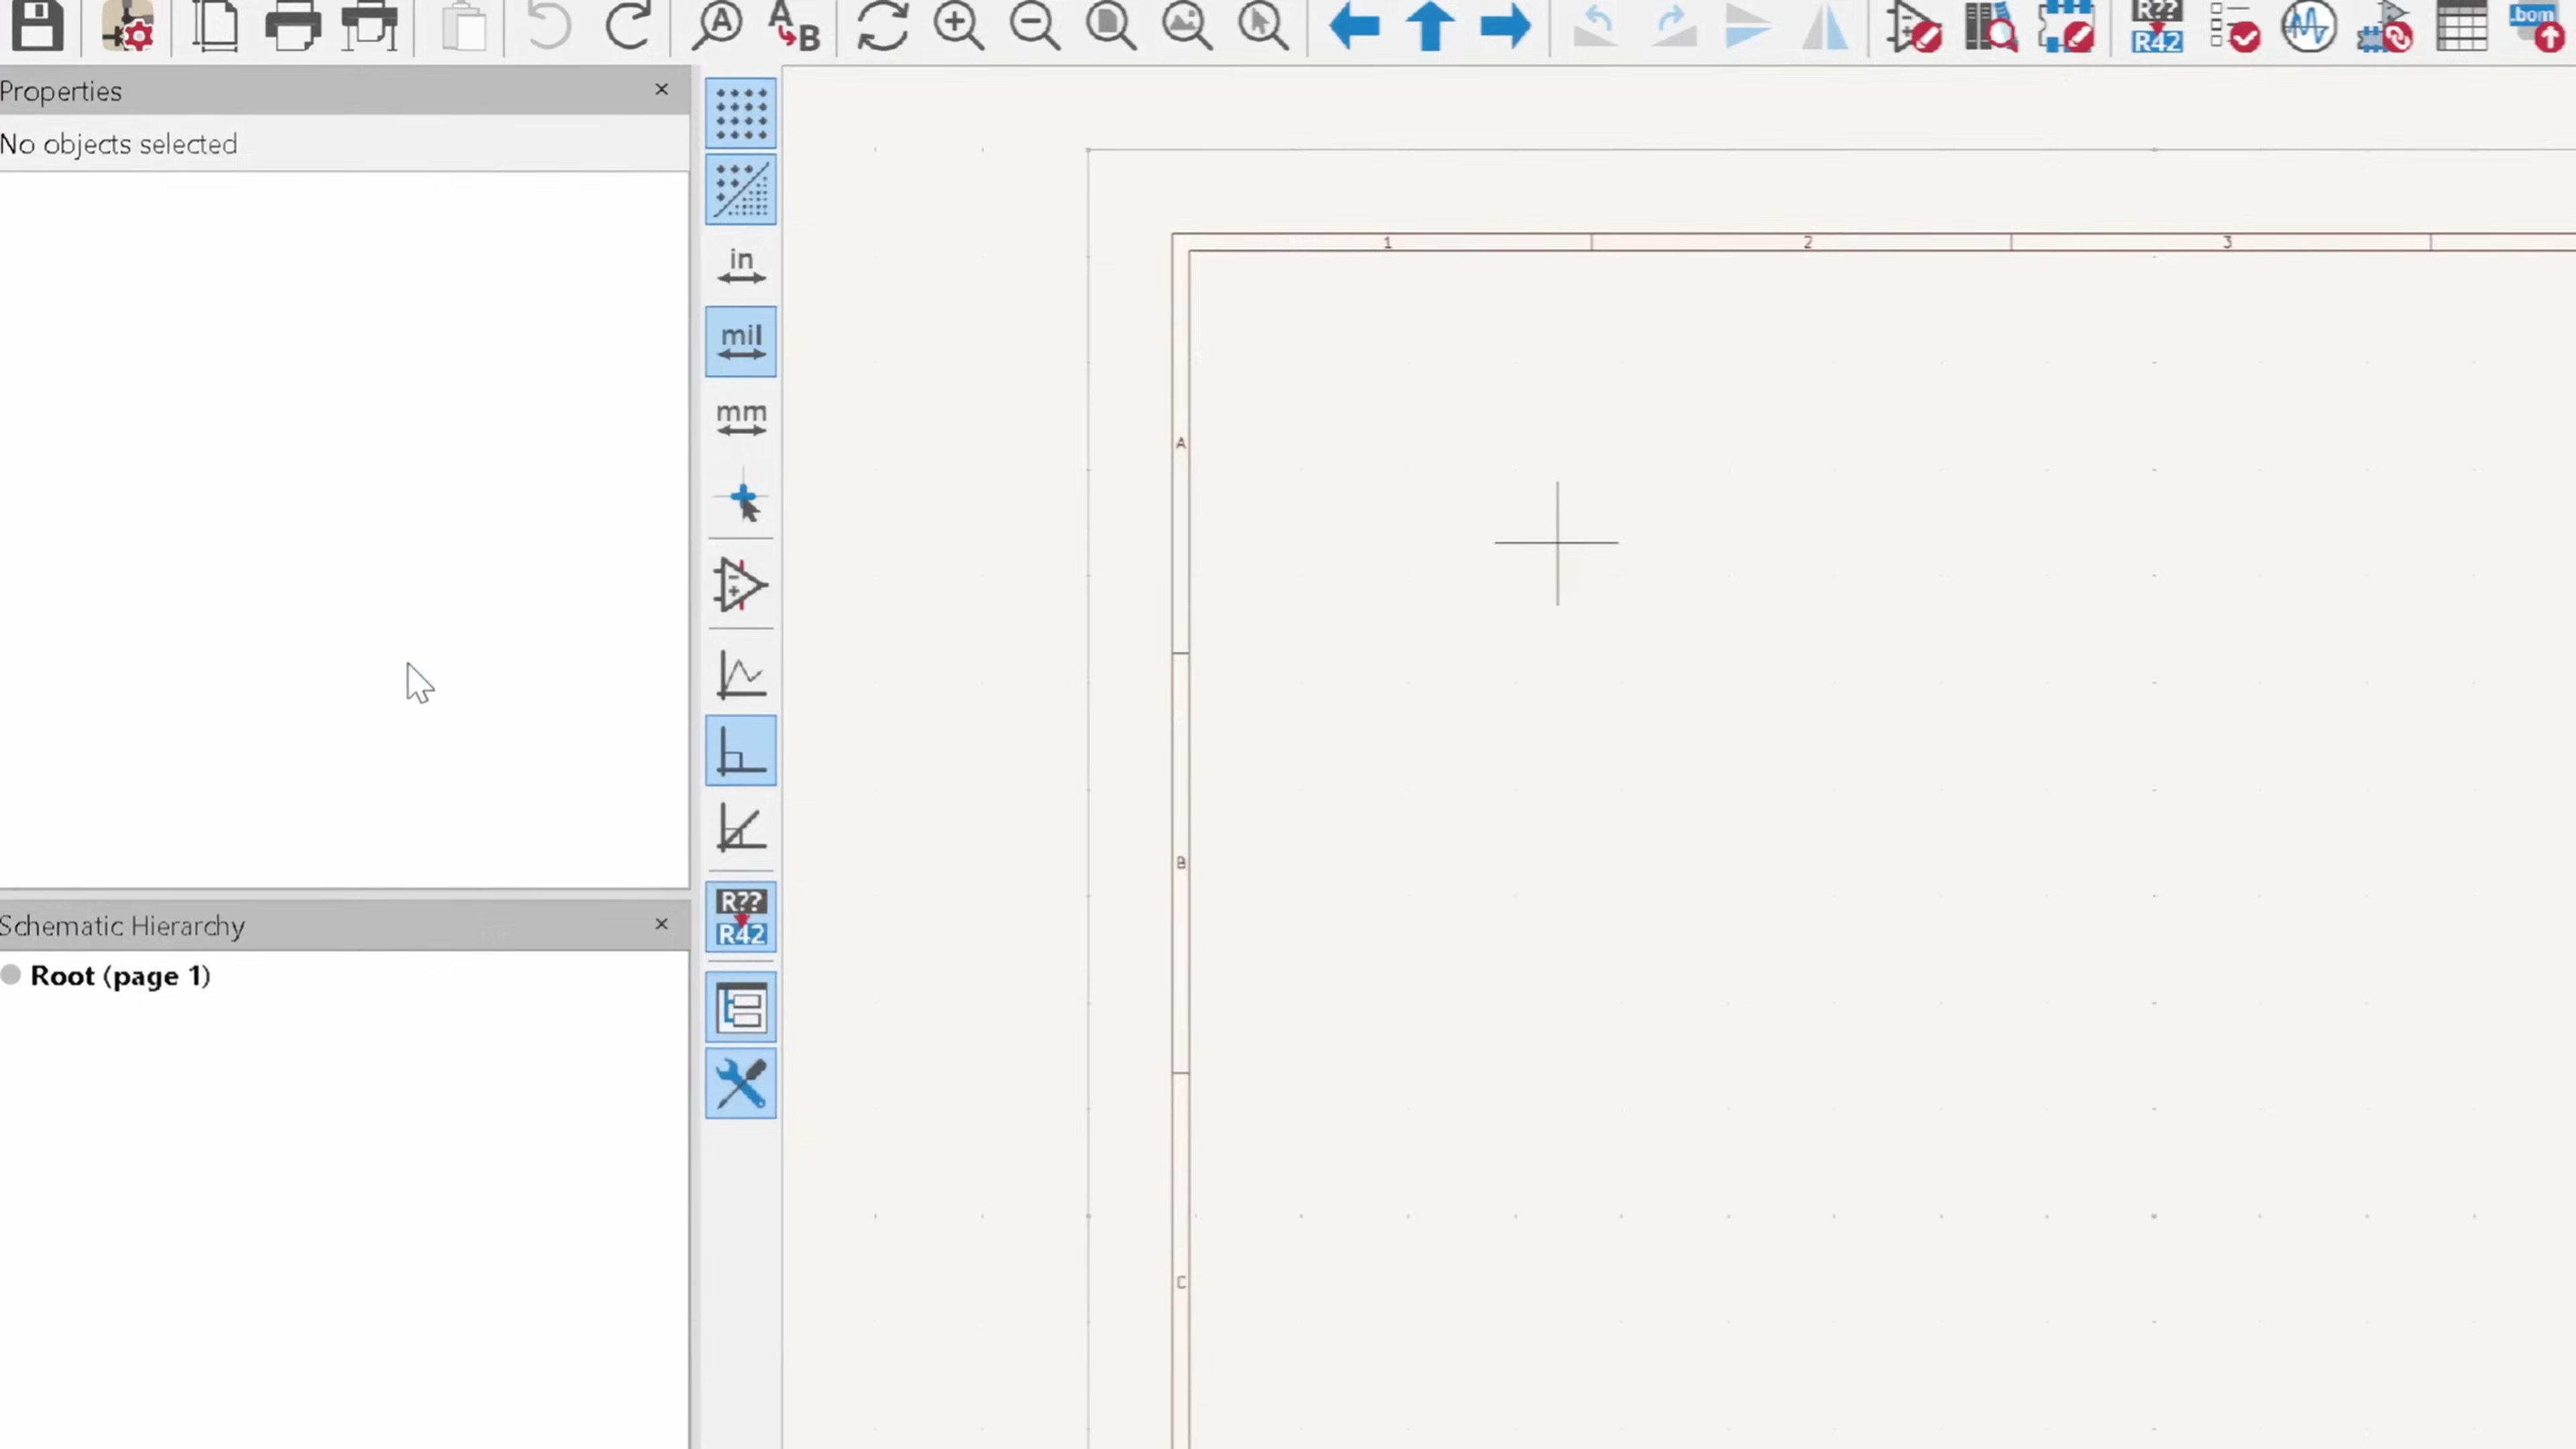 A
A
B
R??
R42
.bom
Properties
No objects selected
in
mil
mm
R??
R42
Schematic Hierarchy
Root (page 1)
1
2
3
A
B
C